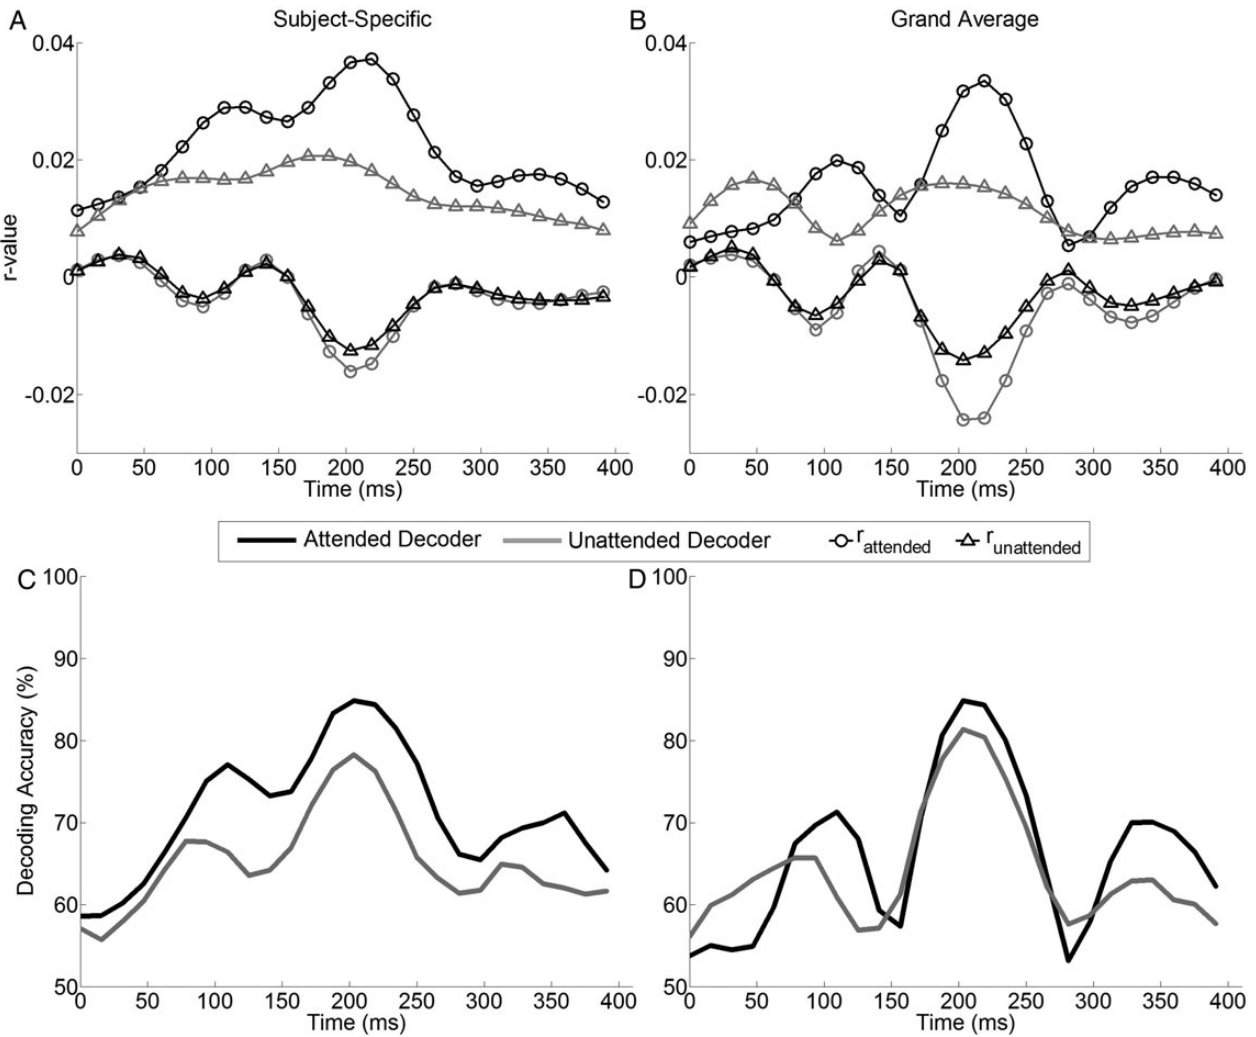 A Subject-Specific
B Grand Average
0.04
0.02
0
-0.02
r-value
0 50 100 150 200 250 300 350 400
Time (ms)
0.04
0.02
0
-0.02
0 50 100 150 200 250 300 350 400
Time (ms)
Attended Decoder Unattended Decoder r attended r unattended
C
100
90
80
70
60
50
Decoding Accuracy (%)
0 50 100 150 200 250 300 350 400
Time (ms)
D
100
90
80
70
60
50
0 50 100 150 200 250 300 350 400
Time (ms)